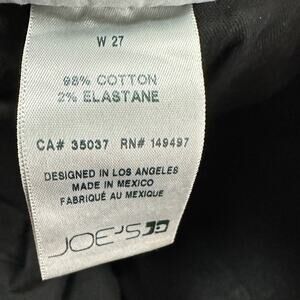 W 27
98% COTTON
2% ELASTANE
CA# 35037 RN# 149497
DESIGNED IN LOS ANGELES
MADE IN MEXICO
FABRIQUÉ AU MEXIQUE
JOE'S